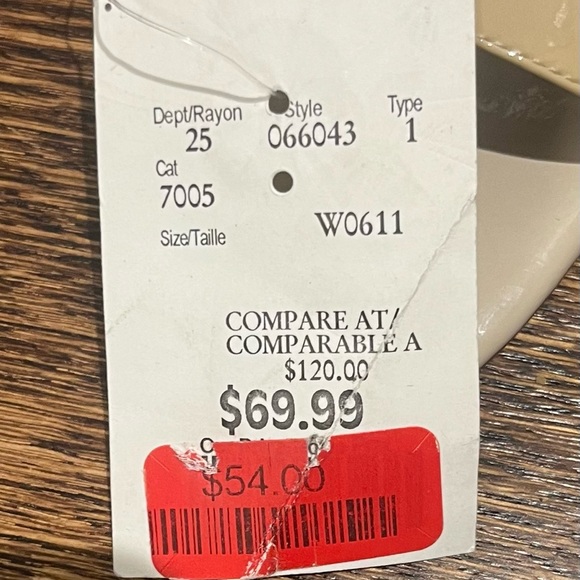 Dept/Rayon Style Type
25 066043 1
Cat
7005
Size/Taille W0611
COMPARE AT/
COMPARABLE A
$120.00
$69.99
$54.00